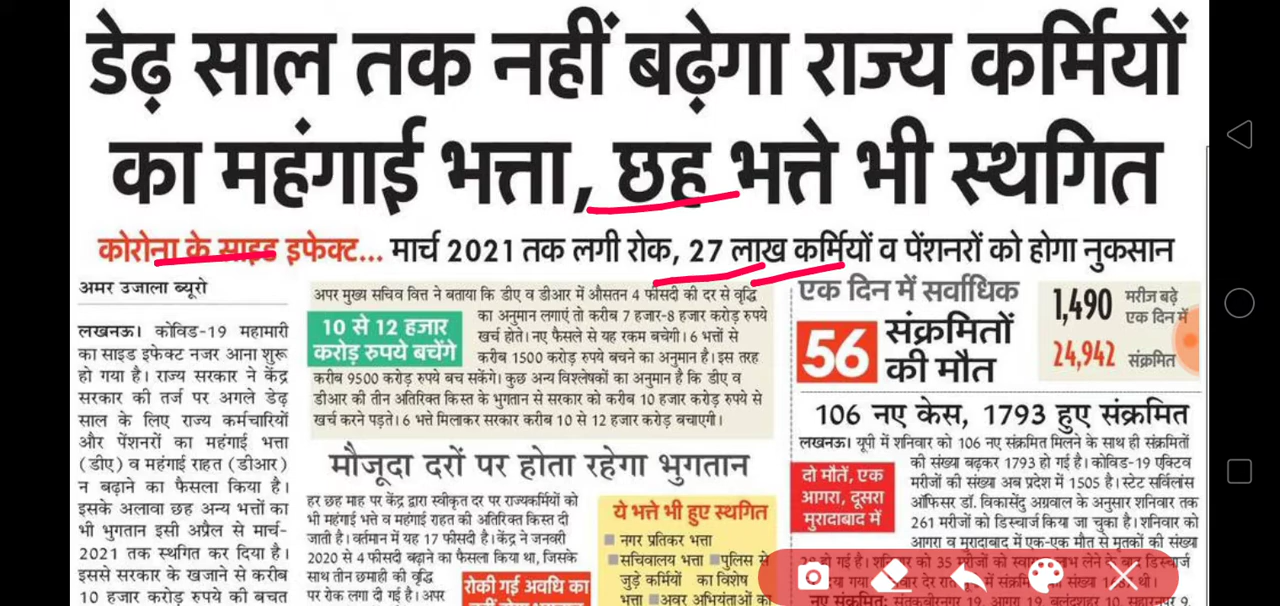 डेढ़ साल तक नहीं बढ़ेगा राज्य कर्मियों
का महंगाई भत्ता, छह भत्ते भी स्थगित
कोरोना के साइड इफेक्ट... मार्च 2021 तक लगी रोक, 27 लाख कर्मियों व पेंशनरों को होगा नुकसान
अमर उजाला ब्यूरो
लखनऊ। कोविड-19 महामारी
का साइड इफेक्ट नजर आना शुरू
हो गया है। राज्य सरकार ने केंद्र
सरकार की तर्ज पर अगले डेढ़
साल के लिए राज्य कर्मचारियों
और पेंशनरों का महंगाई भत्ता
(डीए) व महंगाई राहत (डीआर)
न बढ़ाने का फैसला किया है।
इसके अलावा छह अन्य भत्तों का
भी भुगतान इसी अप्रैल से मार्च-
2021 तक स्थगित कर दिया है।
इससे सरकार के खजाने से करीब
10 हजार करोड़ रुपये की बचत
अपर मुख्य सचिव वित्त ने बताया कि डीए व डीआर में औसतन 4 फीसदी की दर से वृद्धि
का अनुमान लगाएं तो करीब 7 हजार-8 हजार करोड़ रुपये
खर्च होते। नए फैसले से यह रकम बचेगी। 6 भत्तों से
करीब 1500 करोड़ रुपये बचने का अनुमान है। इस तरह
करीब 9500 करोड़ रुपये बच सकेंगे। कुछ अन्य विश्लेषकों का अनुमान है कि डीए व
डीआर की तीन अतिरिक्त किस्त के भुगतान से सरकार को करीब 10 हजार करोड़ रुपये से
खर्च करने पड़ते। 6 भत्ते मिलाकर सरकार करीब 10 से 12 हजार करोड़ बचाएगी।
10 से 12 हजार
करोड़ रुपये बचेंगे
मौजूदा दरों पर होता रहेगा भुगतान
हर छह माह पर केंद्र द्वारा स्वीकृत दर पर राज्यकर्मियों को
भी महंगाई भत्ते व महंगाई राहत की अतिरिक्त किस्त दी
जाती है। वर्तमान में यह 17 फीसदी है। केंद्र ने जनवरी
2020 से 4 फीसदी बढ़ाने का फैसला किया था, जिसके
साथ तीन छमाही की वृद्धि
पर रोक लगा दी गई है। अपर
रोकी गई अवधि का
ये भत्ते भी हुए स्थगित
नगर प्रतिकर भत्ता
सचिवालय भत्ता पुलिस से
जुड़े कर्मियों का विशेष
भत्ता अवर अभियंताओं का
एक दिन में सर्वाधिक
56 संक्रमितों
की मौत
1,490 मरीज बढ़े
एक दिन में
24,942 संक्रमित
106 नए केस, 1793 हुए संक्रमित
लखनऊ। यूपी में शनिवार को 106 नए संक्रमित मिलने के साथ ही संक्रमितों
की संख्या बढ़कर 1793 हो गई है। कोविड-19 एक्टिव
मरीजों की संख्या अब प्रदेश में 1505 है। स्टेट सर्विलांस
ऑफिसर डॉ. विकासेंदु अग्रवाल के अनुसार शनिवार तक
261 मरीजों को डिस्चार्ज किया जा चुका है। शनिवार को
आगरा व मुरादाबाद में एक-एक मौत से मृतकों की संख्या
दो मौतें, एक
आगरा, दूसरा
मुरादाबाद में